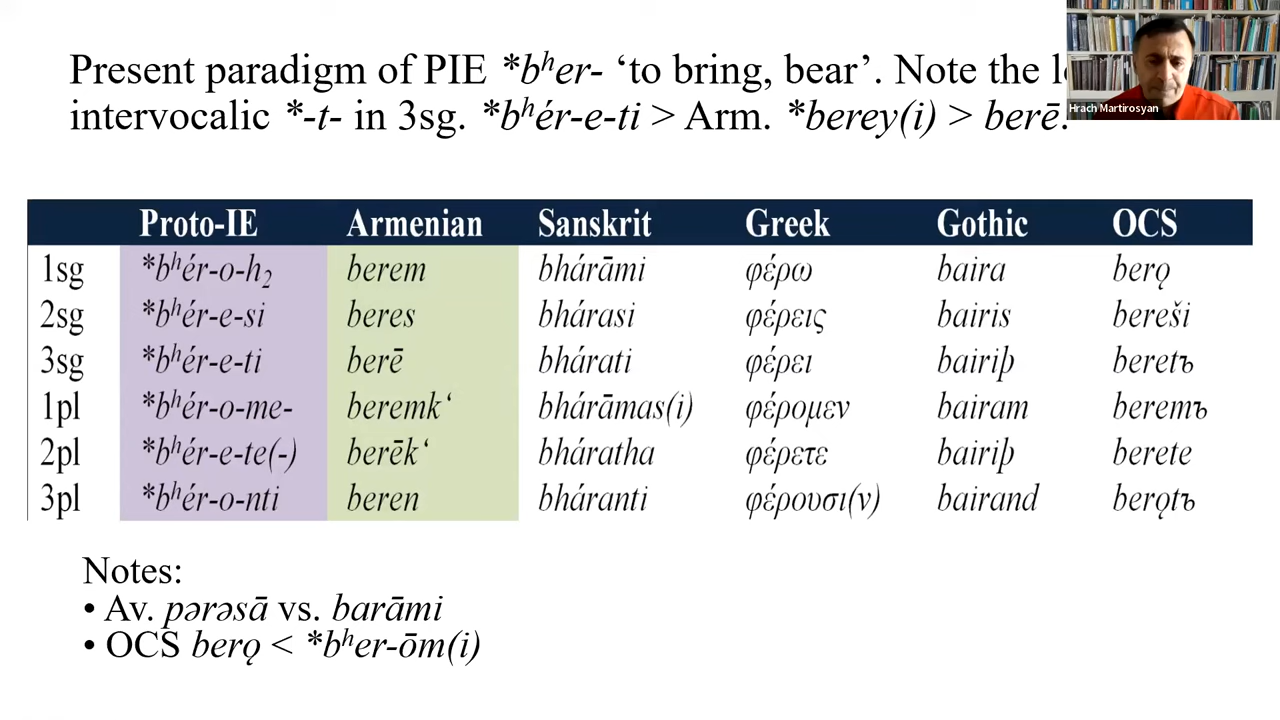 Present paradigm of PIE *bʰer- ‘to bring, bear’. Note the
intervocalic *-t- in 3sg. *bʰér-e-ti > Arm. *berey(i) > berē.
Hrach Martirosyan
Proto-IE Armenian Sanskrit Greek Gothic OCS
1sg *bʰér-o-h₂ berem bhárāmi φέρω baira berǫ
2sg *bʰér-e-si beres bhárasi φέρεις bairis bereši
3sg *bʰér-e-ti berē bhárati φέρει bairiþ beretъ
1pl *bʰér-o-me- beremk‘ bhárāmas(i) φέρομεν bairam beremъ
2pl *bʰér-e-te(-) berēk‘ bháratha φέρετε bairiþ berete
3pl *bʰér-o-nti beren bháranti φέρουσι(ν) bairand berǫtъ
Notes:
• Av. pərəsā vs. barāmi
• OCS berǫ < *bʰer-ōm(i)